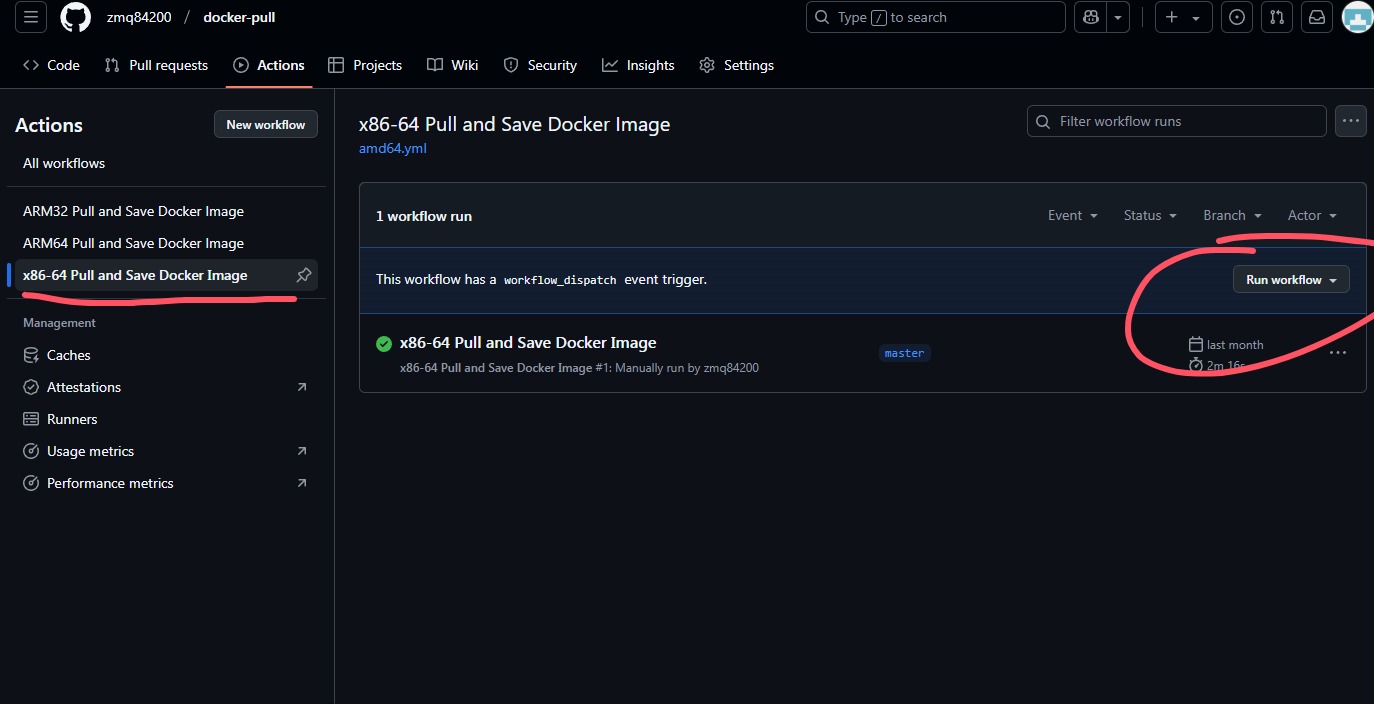 zmq84200 / docker-pull
Type / to search
Code Pull requests Actions Projects Wiki Security Insights Settings
Actions
New workflow
All workflows
ARM32 Pull and Save Docker Image
ARM64 Pull and Save Docker Image
x86-64 Pull and Save Docker Image
Management
Caches
Attestations
Runners
Usage metrics
Performance metrics
x86-64 Pull and Save Docker Image
amd64.yml
Filter workflow runs
1 workflow run
Event Status Branch Actor
This workflow has a workflow_dispatch event trigger.
Run workflow
x86-64 Pull and Save Docker Image
x86-64 Pull and Save Docker Image #1: Manually run by zmq84200
master
last month
2m 16s